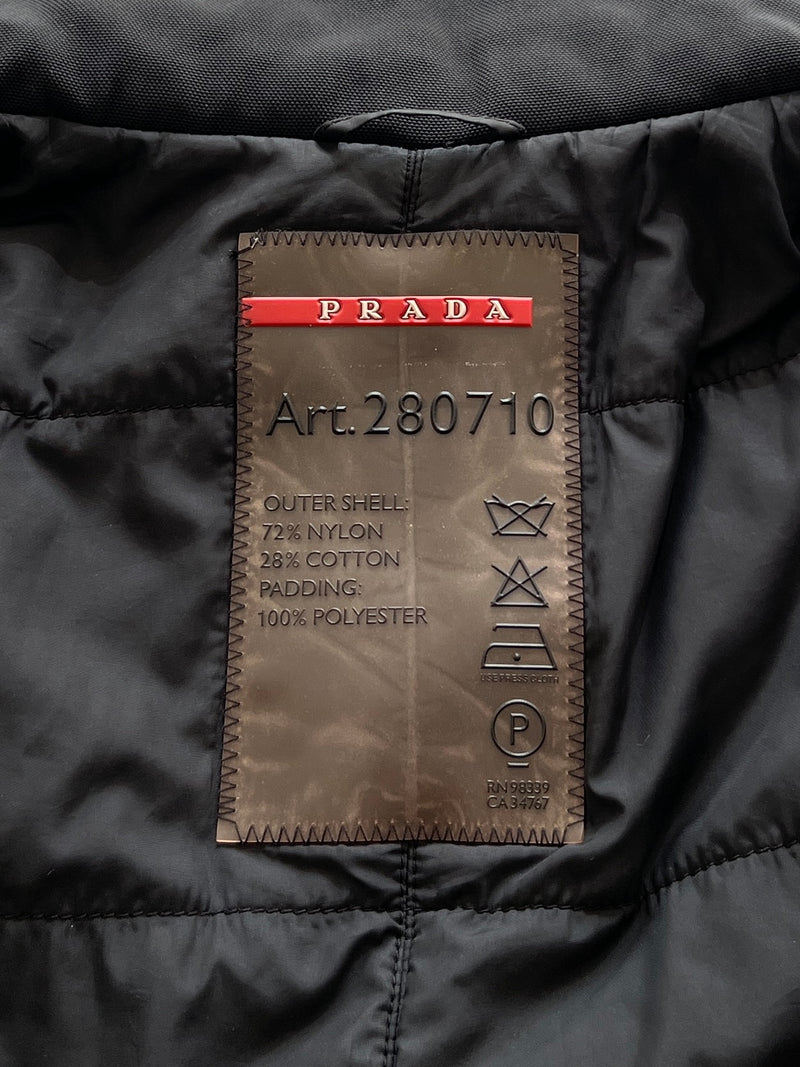 PRADA
Art.280710
OUTER SHELL:
72% NYLON
28% COTTON
PADDING:
100% POLYESTER
USE PRESS CLOTH
P
RN 98339
CA 34767